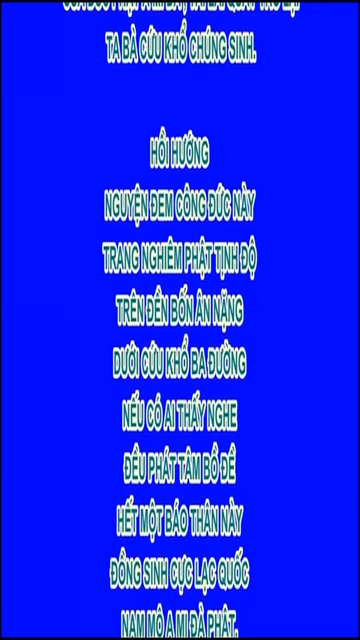 TA BÀ CỨU KHỔ CHÚNG SINH.
HỒI HƯỚNG
NGUYỆN ĐEM CÔNG ĐỨC NÀY
TRANG NGHIÊM PHẬT TỊNH ĐỘ
TRÊN ĐỀN BỐN ÂN NẶNG
DƯỚI CỨU KHỔ BA ĐƯỜNG
NẾU CÓ AI THẤY NGHE
ĐỀU PHÁT TÂM BỒ ĐỀ
HẾT MỘT BÁO THÂN NÀY
ĐỒNG SINH CỰC LẠC QUỐC
NAM MÔ A MI ĐÀ PHẬT.